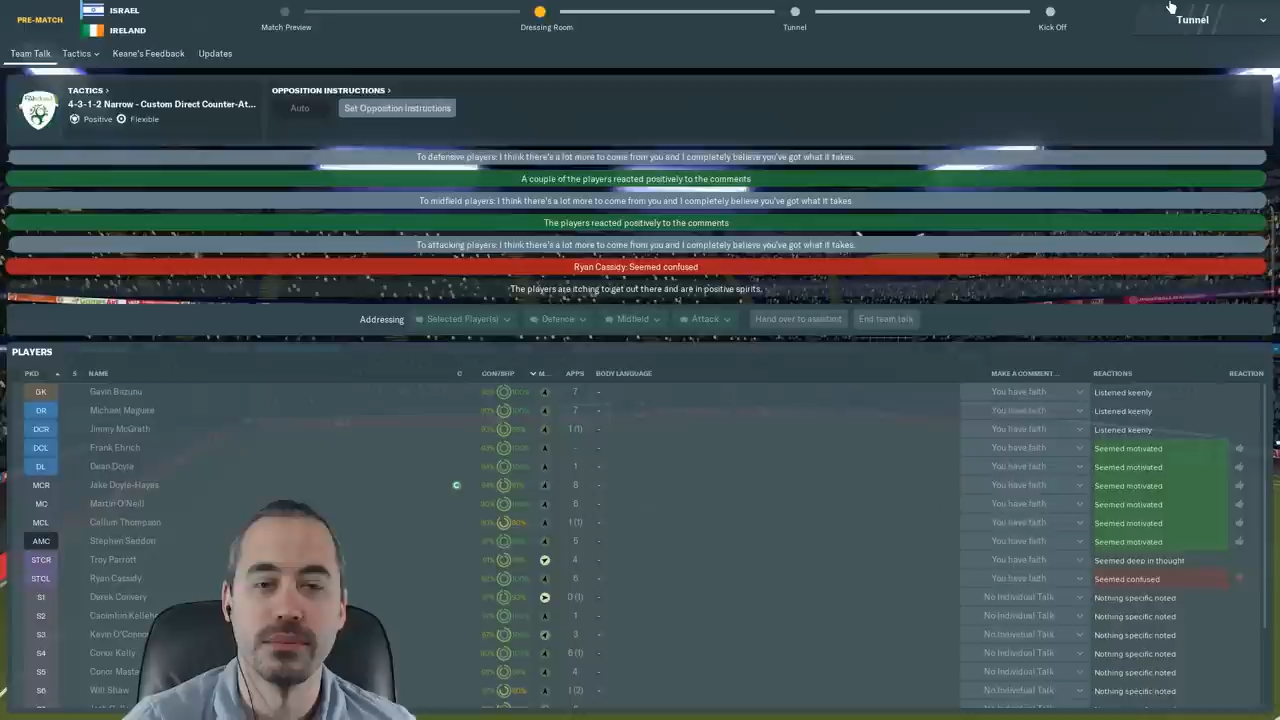 PRE-MATCH
ISRAEL
IRELAND
Match Preview
Dressing Room
Tunnel
Kick Off
Tunnel
Team Talk
Tactics
Keane's Feedback
Updates
TACTICS
4-3-1-2 Narrow - Custom Direct Counter-At...
Positive
Flexible
OPPOSITION INSTRUCTIONS
Auto
Set Opposition Instructions
To defensive players: I think there's a lot more to come from you and I completely believe you've got what it takes.
A couple of the players reacted positively to the comments
To midfield players: I think there's a lot more to come from you and I completely believe you've got what it takes
The players reacted positively to the comments
To attacking players: I think there's a lot more to come from you and I completely believe you've got what it takes.
Ryan Cassidy: Seemed confused
The players are itching to get out there and are in positive spirits.
Addressing
Selected Player(s)
Defence
Midfield
Attack
Hand over to assistant
End team talk
PLAYERS
PKD S NAME C CON/SHP M... APPS BODY LANGUAGE MAKE A COMMENT... REACTIONS REACTION
GK Gavin Bazunu 7 - You have faith Listened keenly
DR Michael Maguee 7 - You have faith Listened keenly
DCR Jimmy McGrath 1 (1) - You have faith Listened keenly
DCL Frank Ehrich - - You have faith Seemed motivated
DL Dean Doyle 1 - You have faith Seemed motivated
MCR Jake Doyle-Hayes 8 - You have faith Seemed motivated
MC Martin O'Neill 6 - You have faith Seemed motivated
MCL Callum Thompson 1 (1) - You have faith Seemed motivated
AMC Stephen Seddon 5 - You have faith Seemed motivated
STCR Troy Parrott 4 - You have faith Seemed deep in thought
STCL Ryan Cassidy 6 - You have faith Seemed confused
S1 Derek Convery 0 (1) - No Individual Talk Nothing specific noted
S2 Caoimhin Kellehe 1 - No Individual Talk Nothing specific noted
S3 Kevin O'Connor 3 - No Individual Talk Nothing specific noted
S4 Conor Kelly 6 (1) - No Individual Talk Nothing specific noted
S5 Conor Maste 4 - No Individual Talk Nothing specific noted
S6 Will Shaw 1 (2) - No Individual Talk Nothing specific noted